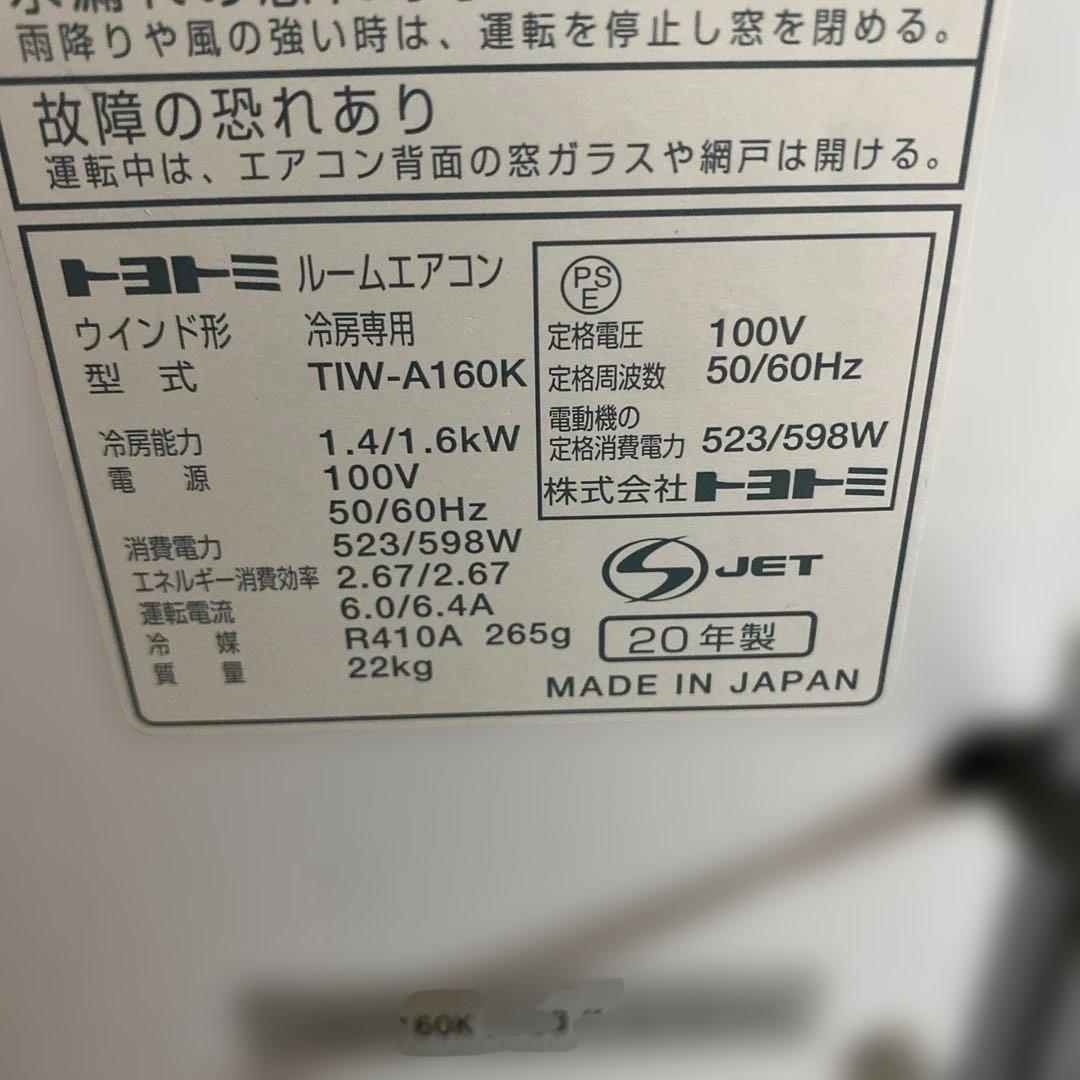 雨降りや風の強い時は、運転を停止し窓を閉める。
故障の恐れあり
運転中は、エアコン背面の窓ガラスや網戸は開ける。
トヨトミ ルームエアコン
ウインド形 冷房専用
型 式 TIW-A160K
冷房能力 1.4/1.6kW
電 源 100V
50/60Hz
消費電力 523/598W
エネルギー消費効率 2.67/2.67
運転電流 6.0/6.4A
冷 媒 R410A 265g
質 量 22kg
PS
E
定格電圧 100V
定格周波数 50/60Hz
電動機の
定格消費電力 523/598W
株式会社トヨトミ
JET
20年製
MADE IN JAPAN
60K